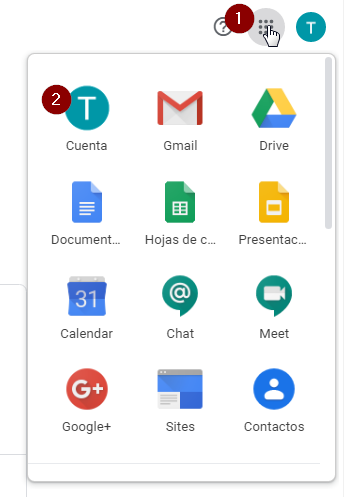 ? 1 T
2 T
Cuenta Gmail Drive
Document... Hojas de c... Presentac...
31 @
Calendar Chat Meet
G+
Google+ Sites Contactos